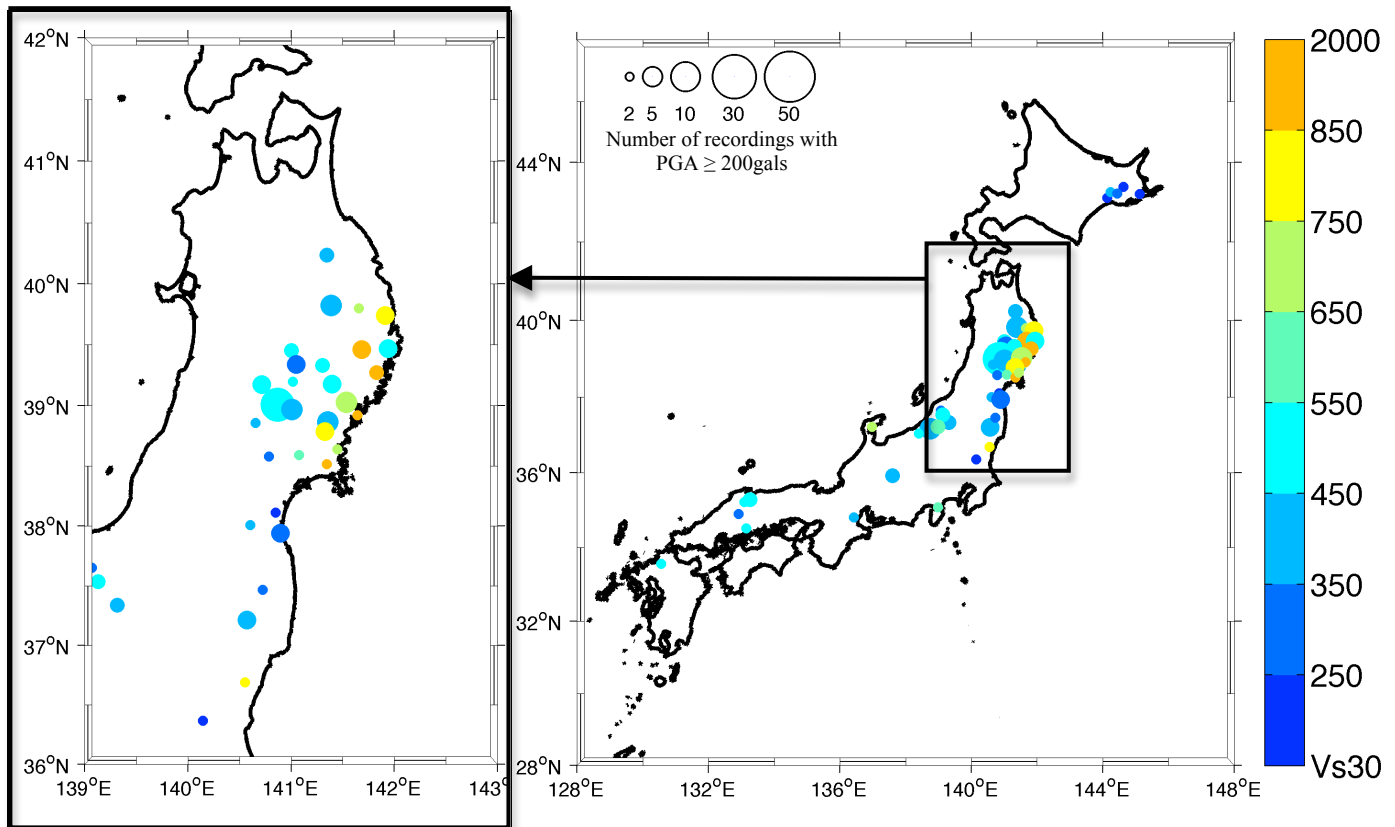 42°N
41°N
40°N
39°N
38°N
37°N
36°N
139°E 140°E 141°E 142°E 143°
2 5 10 30 50
Number of recordings with
PGA ≥ 200gals
44°N
40°N
36°N
32°N
28°N
128°E 132°E 136°E 140°E 144°E 148°E
2000
850
750
650
550
450
350
250
Vs30